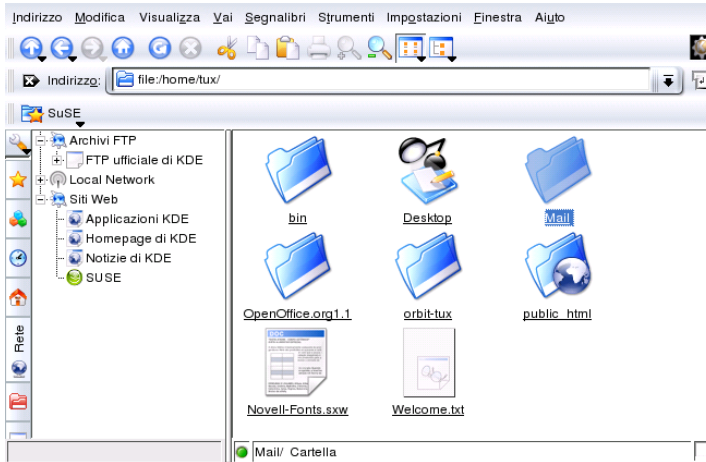 Indirizzo Modifica Visualizza Vai Segnalibri Strumenti Impostazioni Finestra Aiuto
Indirizzo: file:/home/tux/
SuSE
Archivi FTP
FTP ufficiale di KDE
Local Network
Siti Web
Applicazioni KDE
Homepage di KDE
Notizie di KDE
SUSE
Rete
bin Desktop Mail
OpenOffice.org1.1 orbit-tux public_html
DOC
Novell-Fonts.sxw Welcome.txt
Mail/ Cartella